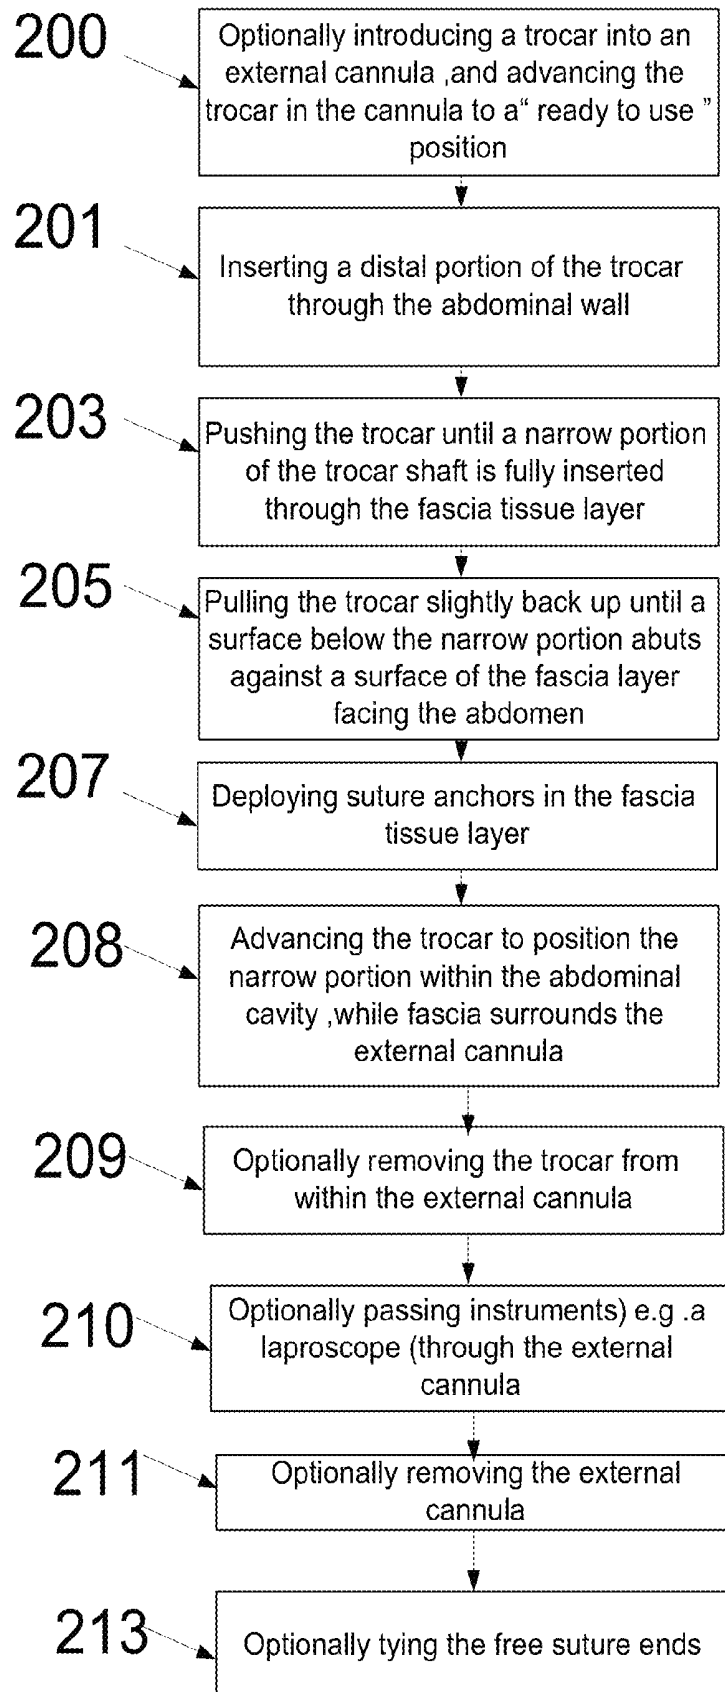 200
Optionally introducing a trocar into an
external cannula ,and advancing the
trocar in the cannula to a“ ready to use ”
position
201
Inserting a distal portion of the trocar
through the abdominal wall
203
Pushing the trocar until a narrow portion
of the trocar shaft is fully inserted
through the fascia tissue layer
205
Pulling the trocar slightly back up until a
surface below the narrow portion abuts
against a surface of the fascia layer
facing the abdomen
207
Deploying suture anchors in the fascia
tissue layer
208
Advancing the trocar to position the
narrow portion within the abdominal
cavity ,while fascia surrounds the
external cannula
209
Optionally removing the trocar from
within the external cannula
210
Optionally passing instruments) e.g .a
laproscope (through the external
cannula
211
Optionally removing the external
cannula
213
Optionally tying the free suture ends